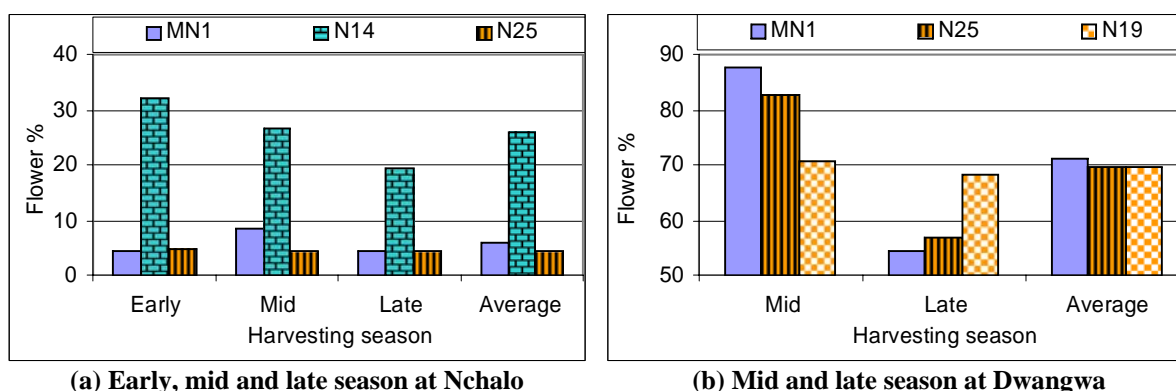 MN1 N14 N25
40
30
20
10
0
Flower %
Early Mid Late Average
Harvesting season
(a) Early, mid and late season at Nchalo
MN1 N25 N19
90
80
70
60
50
Flower %
Mid Late Average
Harvesting season
(b) Mid and late season at Dwangwa